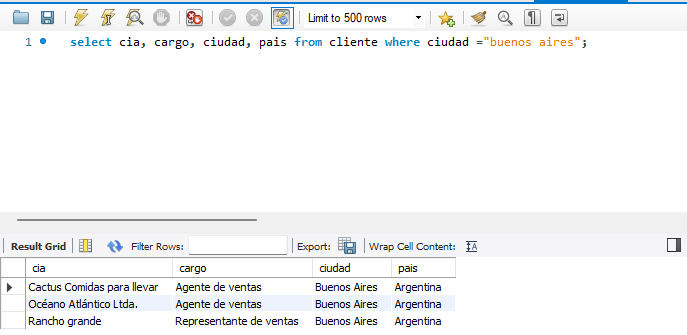 Limit to 500 rows
1 select cia, cargo, ciudad, pais from cliente where ciudad ="buenos aires";
Result Grid Filter Rows: Export: Wrap Cell Content:
cia cargo ciudad pais
Cactus Comidas para llevar Agente de ventas Buenos Aires Argentina
Océano Atlántico Ltda. Agente de ventas Buenos Aires Argentina
Rancho grande Representante de ventas Buenos Aires Argentina